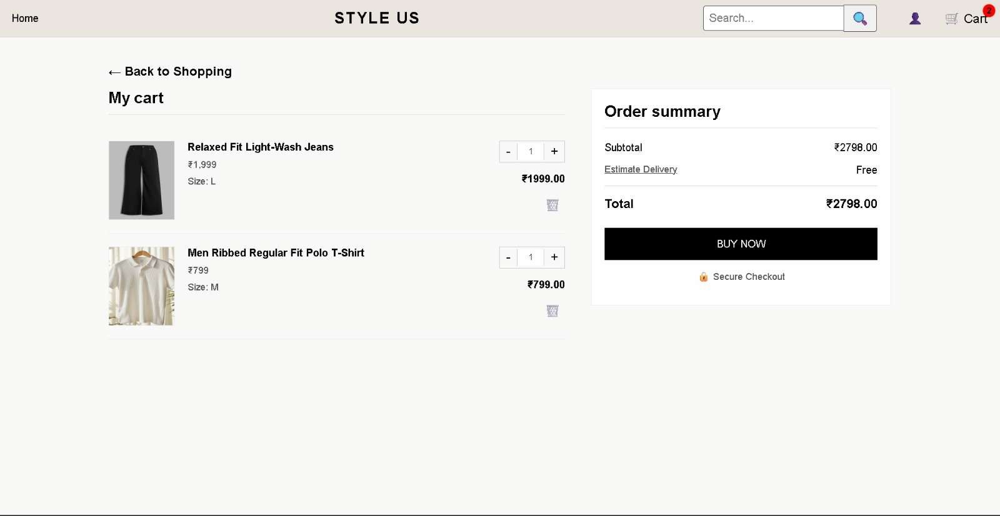 Home
STYLE US
Search...
Cart
2
← Back to Shopping
My cart
Relaxed Fit Light-Wash Jeans
₹1,999
Size: L
- 1 +
₹1999.00
Men Ribbed Regular Fit Polo T-Shirt
₹799
Size: M
- 1 +
₹799.00
Order summary
Subtotal ₹2798.00
Estimate Delivery Free
Total ₹2798.00
BUY NOW
Secure Checkout